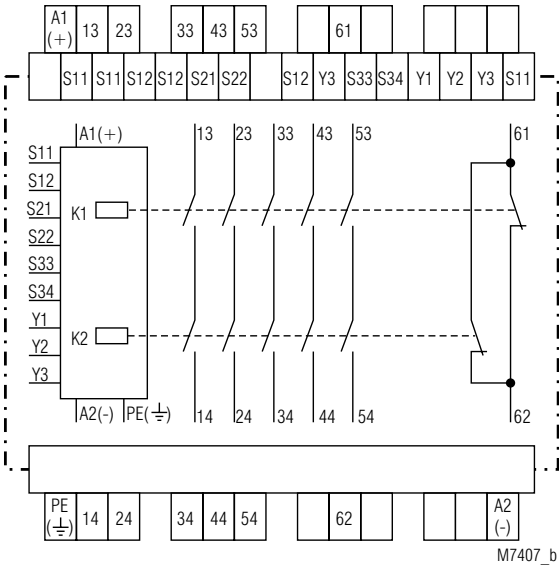 A1 (+) 13 23 33 43 53 61
S11 S11 S12 S12 S21 S22 S12 Y3 S33 S34 Y1 Y2 Y3 S11
A1(+) 13 23 33 43 53 61
S11
S12
S21
K1
S22
S33
S34
Y1
K2
Y2
Y3
A2(-) PE(⏚) 14 24 34 44 54 62
PE (⏚) 14 24 34 44 54 62 A2 (-)
M7407_b